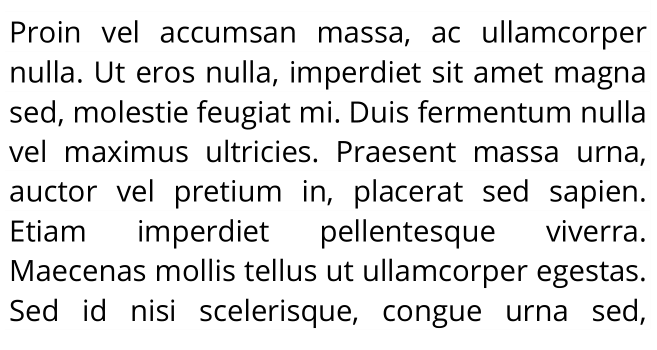 Proin vel accumsan massa, ac ullamcorper
nulla. Ut eros nulla, imperdiet sit amet magna
sed, molestie feugiat mi. Duis fermentum nulla
vel maximus ultricies. Praesent massa urna,
auctor vel pretium in, placerat sed sapien.
Etiam imperdiet pellentesque viverra.
Maecenas mollis tellus ut ullamcorper egestas.
Sed id nisi scelerisque, congue urna sed,